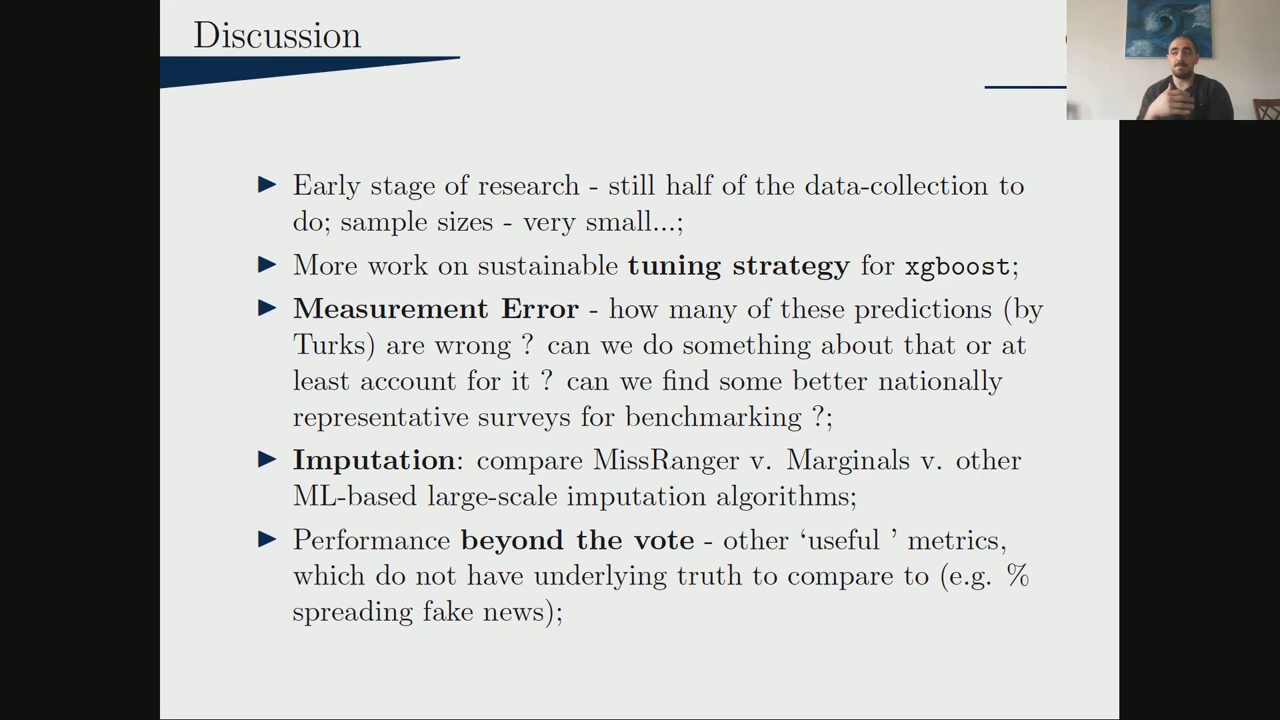 Discussion
▶ Early stage of research - still half of the data-collection to
do; sample sizes - very small...;
▶ More work on sustainable tuning strategy for xgboost;
▶ Measurement Error - how many of these predictions (by
Turks) are wrong ? can we do something about that or at
least account for it ? can we find some better nationally
representative surveys for benchmarking ?;
▶ Imputation: compare MissRanger v. Marginals v. other
ML-based large-scale imputation algorithms;
▶ Performance beyond the vote - other ‘useful ’ metrics,
which do not have underlying truth to compare to (e.g. %
spreading fake news);